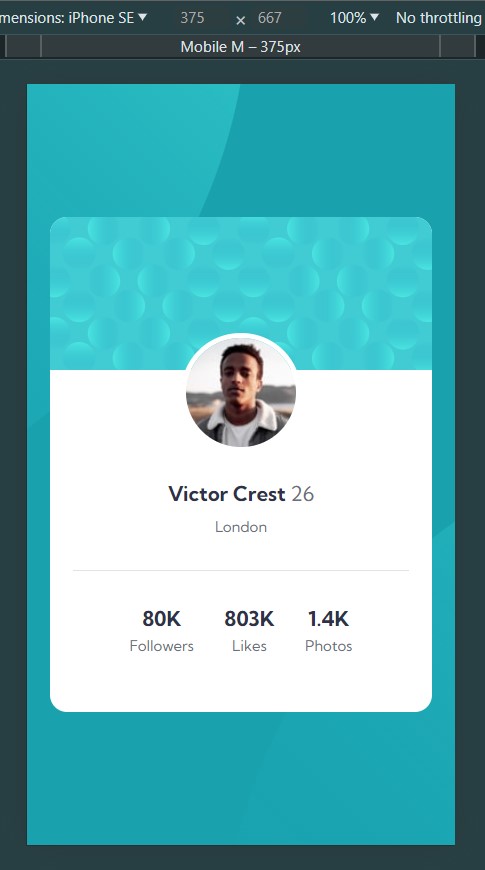 mensions: iPhone SE ▼ 375 × 667 100% ▼ No throttling
Mobile M – 375px
Victor Crest 26
London
80K 803K 1.4K
Followers Likes Photos